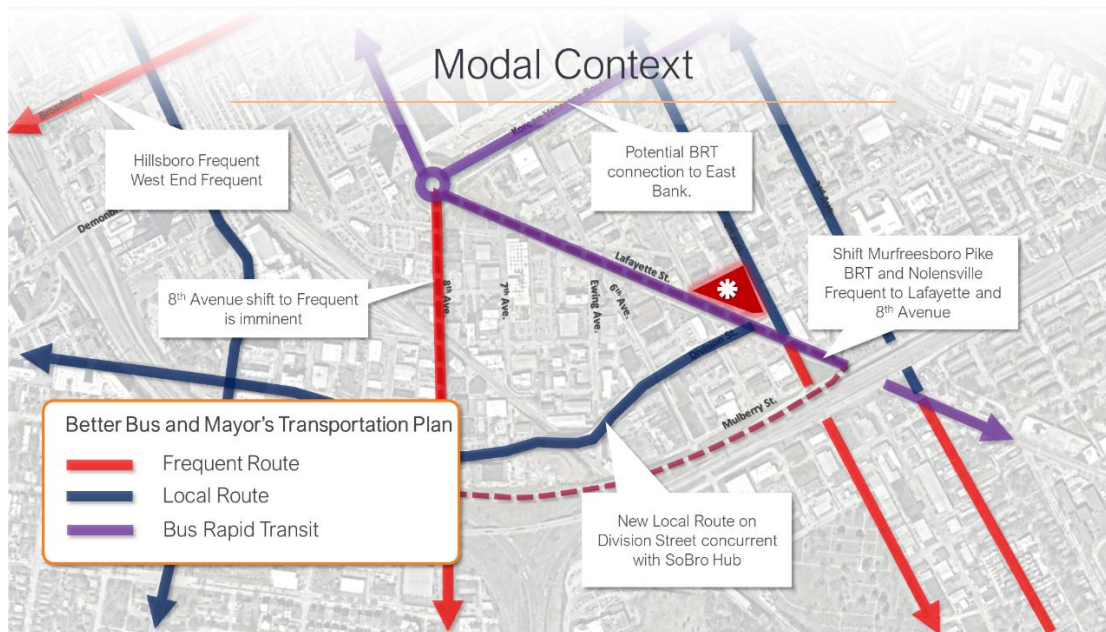 Modal Context
Broadway
Korean Veterans
Hillsboro Frequent
West End Frequent
Potential BRT
connection to East
Bank.
Lafayette St.
Shift Murfreesboro Pike
BRT and Nolensville
Frequent to Lafayette and
8th Avenue
8th Avenue shift to Frequent
is imminent
8th Ave.
7th Ave.
Ewing Ave.
6th Ave.
Division St.
Mulberry St.
Better Bus and Mayor's Transportation Plan
Frequent Route
Local Route
Bus Rapid Transit
New Local Route on
Division Street concurrent
with SoBro Hub